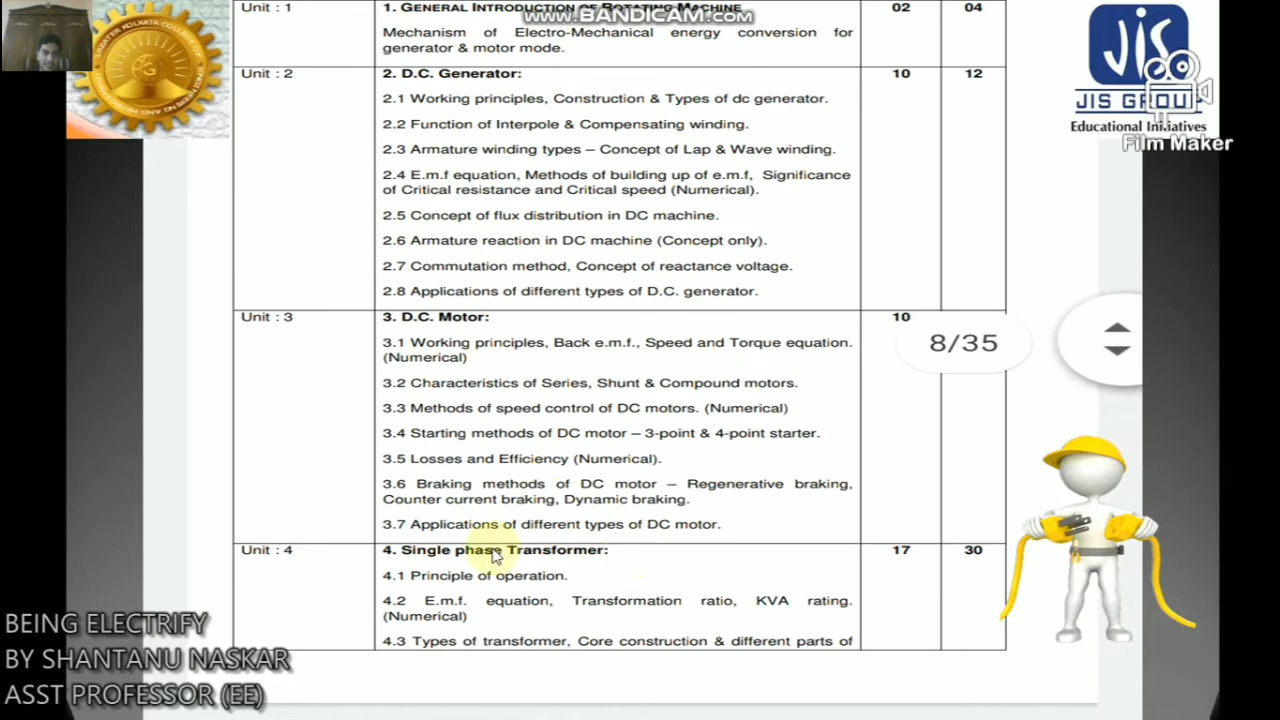 www.BANDICAM.com
Unit : 1 1. GENERAL INTRODUCTION OF ROTATING MACHINE 02 04
Mechanism of Electro-Mechanical energy conversion for
generator & motor mode.
Unit : 2 2. D.C. Generator: 10 12
2.1 Working principles, Construction & Types of dc generator.
2.2 Function of Interpole & Compensating winding.
2.3 Armature winding types – Concept of Lap & Wave winding.
2.4 E.m.f equation, Methods of building up of e.m.f, Significance
of Critical resistance and Critical speed (Numerical).
2.5 Concept of flux distribution in DC machine.
2.6 Armature reaction in DC machine (Concept only).
2.7 Commutation method, Concept of reactance voltage.
2.8 Applications of different types of D.C. generator.
Unit : 3 3. D.C. Motor: 10
3.1 Working principles, Back e.m.f., Speed and Torque equation.
(Numerical)
3.2 Characteristics of Series, Shunt & Compound motors.
3.3 Methods of speed control of DC motors. (Numerical)
3.4 Starting methods of DC motor – 3-point & 4-point starter.
3.5 Losses and Efficiency (Numerical).
3.6 Braking methods of DC motor – Regenerative braking,
Counter current braking, Dynamic braking.
3.7 Applications of different types of DC motor.
Unit : 4 4. Single phase Transformer: 17 30
4.1 Principle of operation.
4.2 E.m.f. equation, Transformation ratio, KVA rating.
(Numerical)
4.3 Types of transformer, Core construction & different parts of
8/35
JIS
JIS GROUP
Educational Initiatives
Film Maker
BEING ELECTRIFY
BY SHANTANU NASKAR
ASST PROFESSOR (EE)